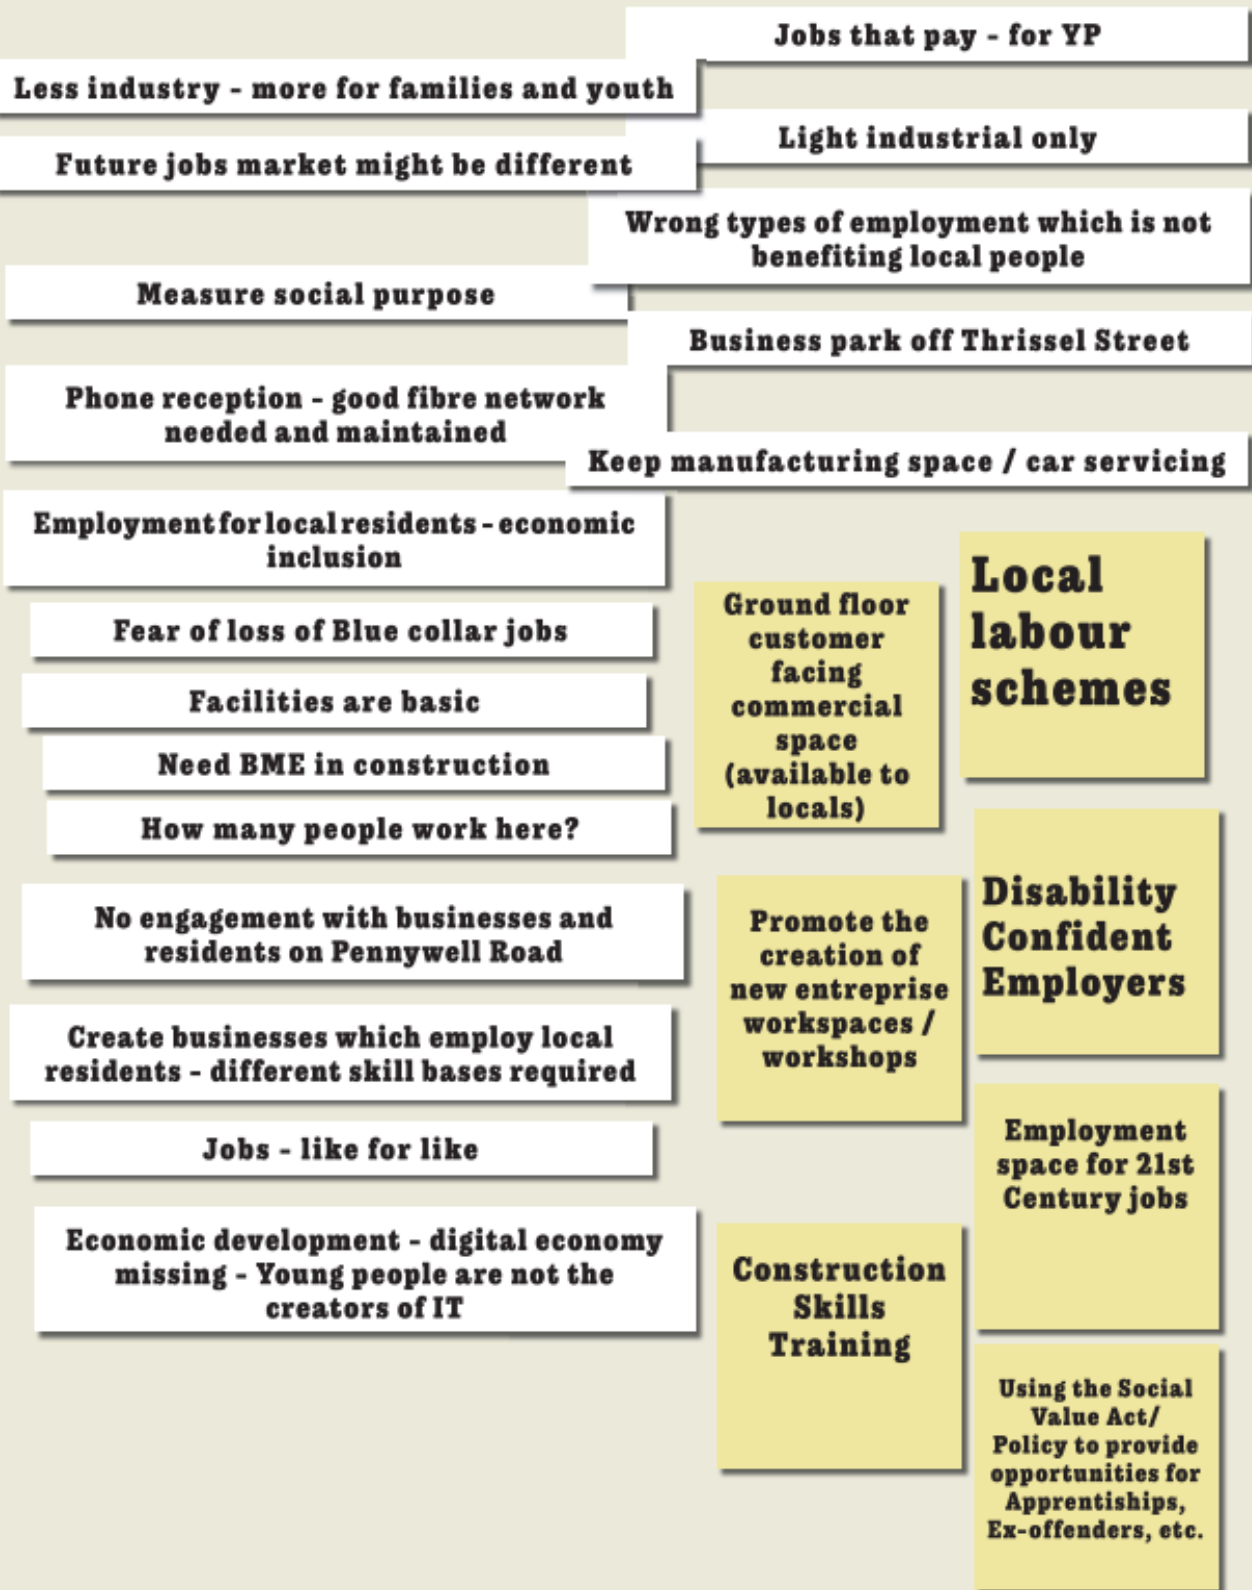 Jobs that pay - for YP
Less industry - more for families and youth
Light industrial only
Future jobs market might be different
Wrong types of employment which is not
benefiting local people
Measure social purpose
Business park off Thrissel Street
Phone reception - good fibre network
needed and maintained
Keep manufacturing space / car servicing
Employment for local residents - economic
inclusion
Fear of loss of Blue collar jobs
Facilities are basic
Need BME in construction
How many people work here?
No engagement with businesses and
residents on Pennywell Road
Create businesses which employ local
residents - different skill bases required
Jobs - like for like
Economic development - digital economy
missing - Young people are not the
creators of IT
Ground floor
customer
facing
commercial
space
(available to
locals)
Local
labour
schemes
Promote the
creation of
new entreprise
workspaces /
workshops
Disability
Confident
Employers
Employment
space for 21st
Century jobs
Construction
Skills
Training
Using the Social
Value Act/
Policy to provide
opportunities for
Apprentiships,
Ex-offenders, etc.